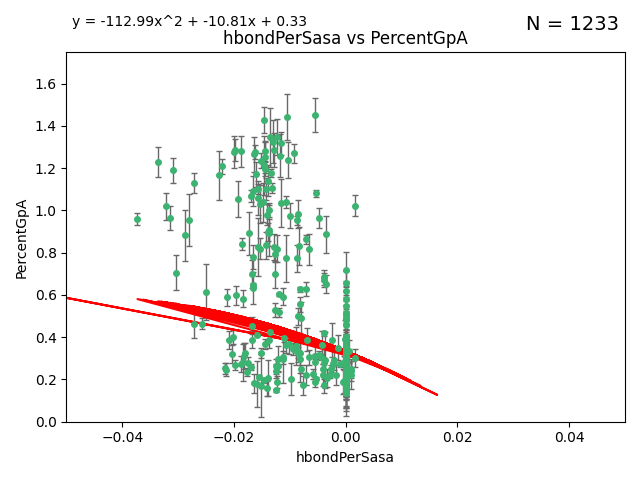 y = -112.99x^2 + -10.81x + 0.33
N = 1233
hbondPerSasa vs PercentGpA
1.6
1.4
1.2
1.0
0.8
0.6
0.4
0.2
0.0
PercentGpA
−0.04 −0.02 0.00 0.02 0.04
hbondPerSasa